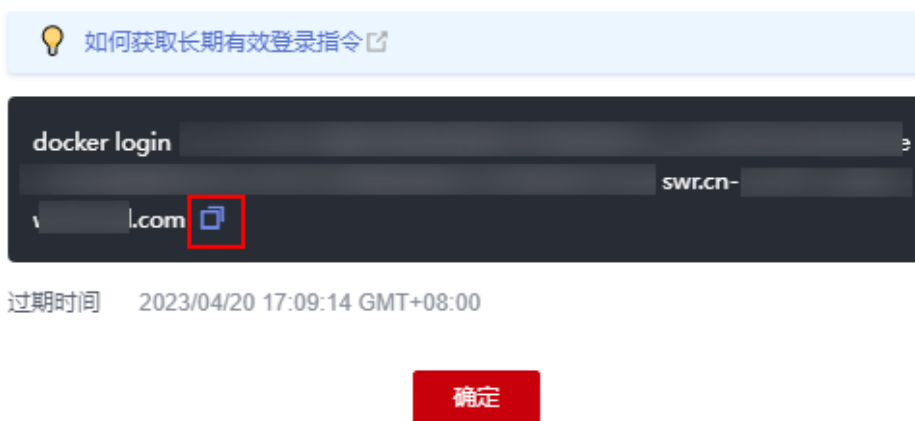 如何获取长期有效登录指令
docker login
swr.cn-
.com
过期时间 2023/04/20 17:09:14 GMT+08:00
确定